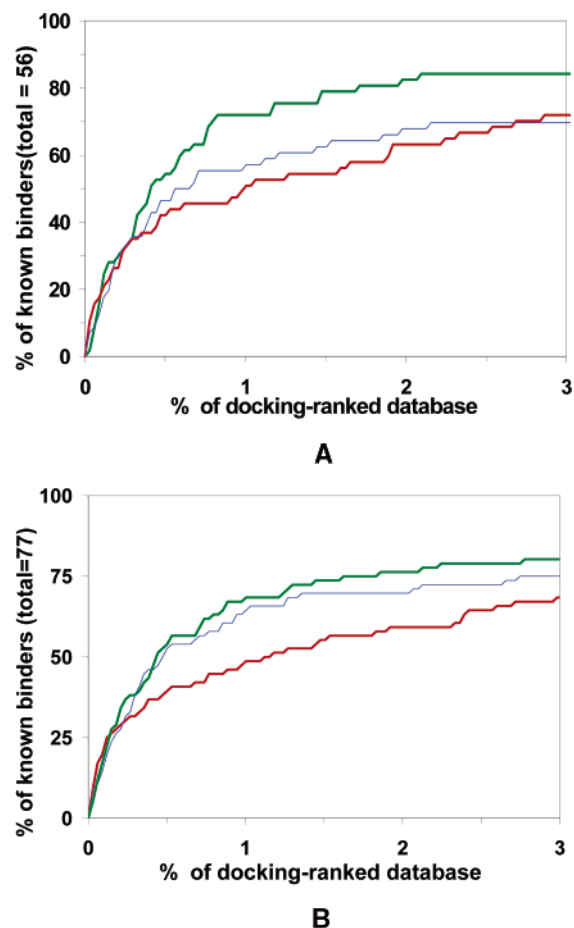 % of known binders(total = 56)
100
80
60
40
20
0
0 1 2 3
% of docking-ranked database
A
% of known binders (total=77)
100
75
50
25
0
0 1 2 3
% of docking-ranked database
B